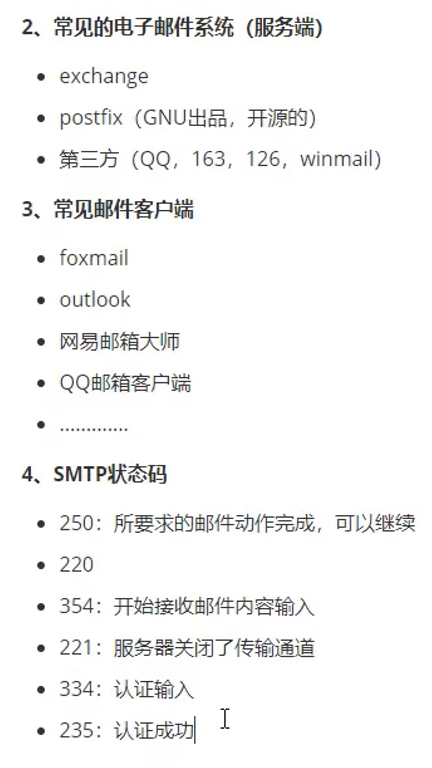 2、常见的电子邮件系统（服务端）
exchange
postfix（GNU出品，开源的）
第三方（QQ，163，126，winmail）
3、常见邮件客户端
foxmail
outlook
网易邮箱大师
QQ邮箱客户端
.............
4、SMTP状态码
250：所要求的邮件动作完成，可以继续
220
354：开始接收邮件内容输入
221：服务器关闭了传输通道
334：认证输入
235：认证成功